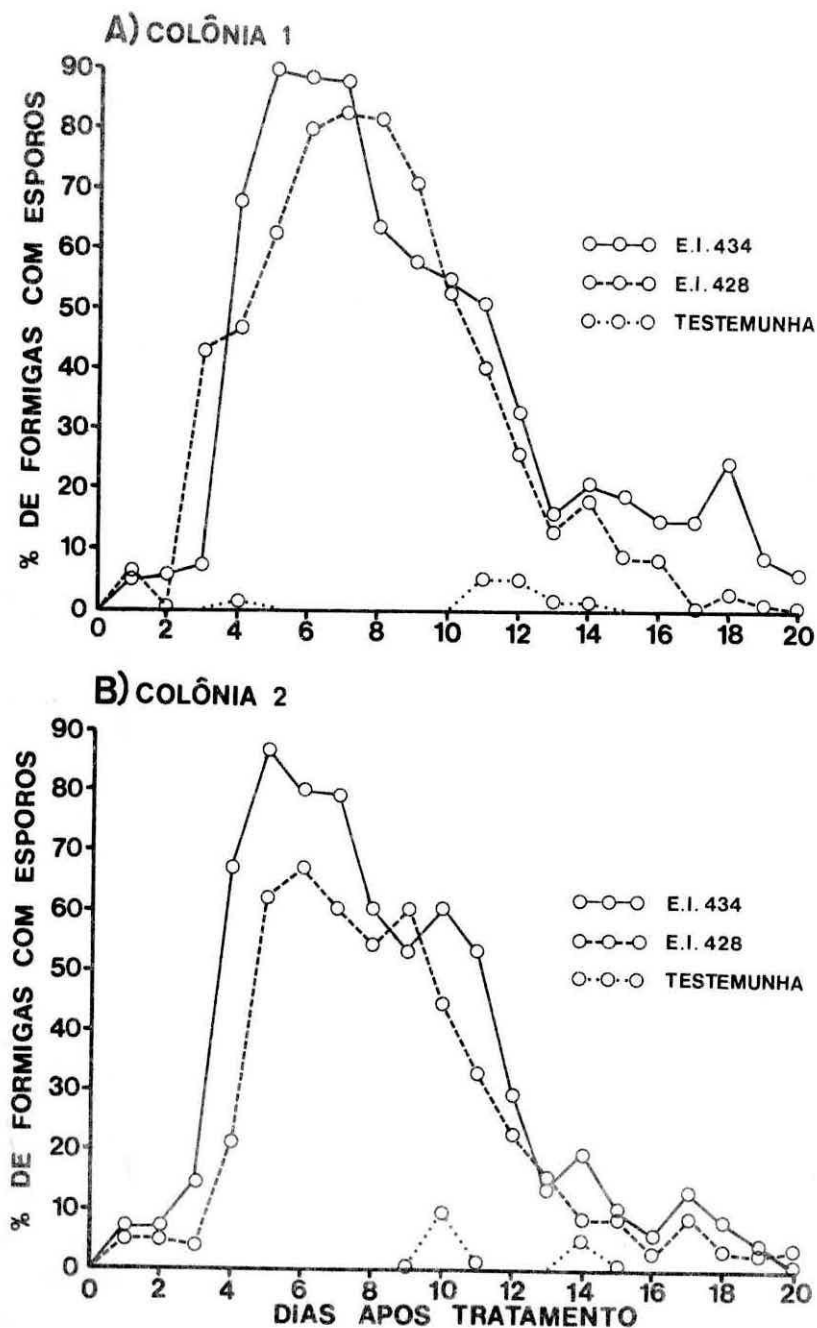 A) COLÔNIA 1
% DE FORMIGAS COM ESPOROS
90
80
70
60
50
40
30
20
10
0
0 2 4 6 8 10 12 14 16 18 20
E.I. 434
E.I. 428
TESTEMUNHA
B) COLÔNIA 2
% DE FORMIGAS COM ESPOROS
90
80
70
60
50
40
30
20
10
0
0 2 4 6 8 10 12 14 16 18 20
E.I. 434
E.I. 428
TESTEMUNHA
DIAS APOS TRATAMENTO